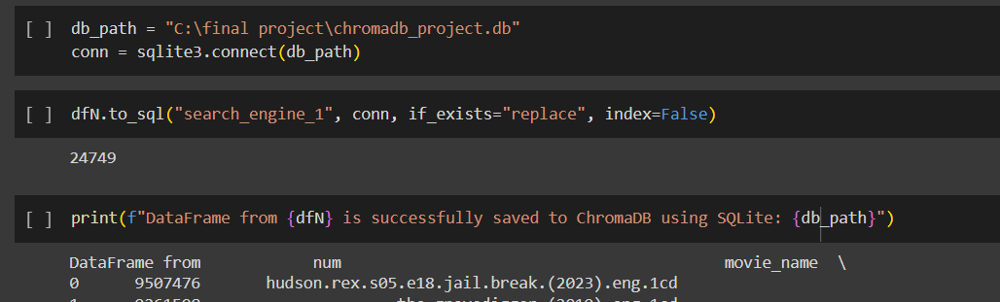 [ ] db_path = "C:\final project\chromadb_project.db"
conn = sqlite3.connect(db_path)
[ ] dfN.to_sql("search_engine_1", conn, if_exists="replace", index=False)
24749
[ ] print(f"DataFrame from {dfN} is successfully saved to ChromaDB using SQLite: {db_path}")
DataFrame from num movie_name \
0 9507476 hudson.rex.s05.e18.jail.break.(2023).eng.1cd